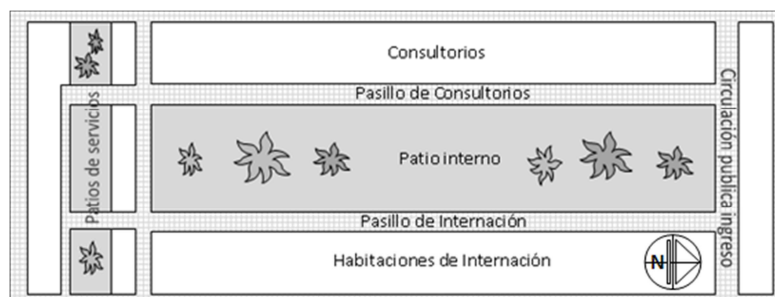 Consultorios
Pasillo de Consultorios
Patios de servicios
Patio interno
Circulación publica ingreso
Pasillo de Internación
Habitaciones de Internación
N